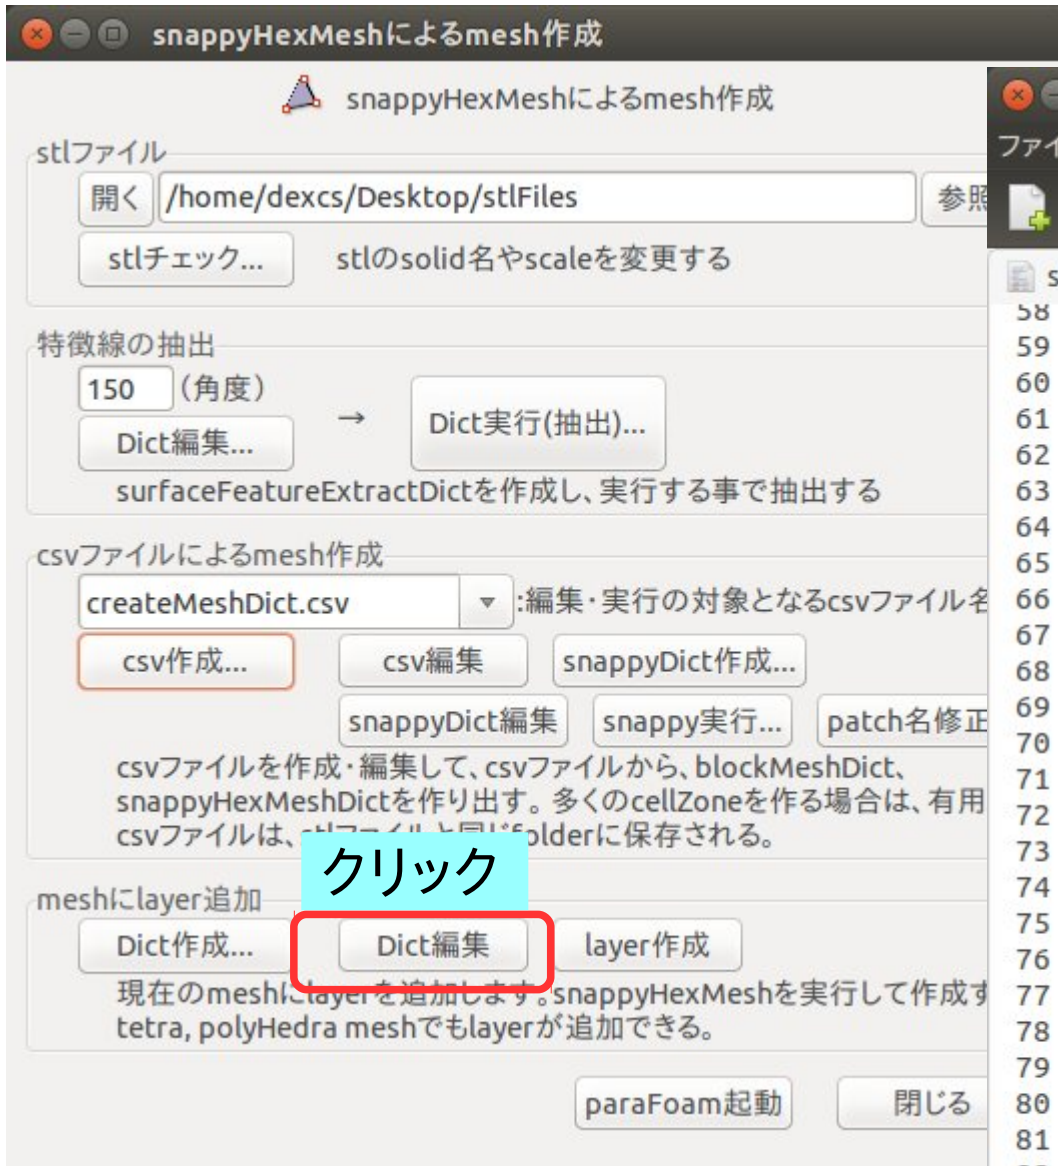 snappyHexMeshによるmesh作成
snappyHexMeshによるmesh作成
stlファイル
開く /home/dexcs/Desktop/stlFiles 参照
stlチェック... stlのsolid名やscaleを変更する
特徴線の抽出
150 (角度)
→ Dict実行(抽出)...
Dict編集...
surfaceFeatureExtractDictを作成し、実行する事で抽出する
csvファイルによるmesh作成
createMeshDict.csv :編集・実行の対象となるcsvファイル名
csv作成... csv編集 snappyDict作成...
snappyDict編集 snappy実行... patch名修正
csvファイルを作成・編集して、csvファイルから、blockMeshDict、
snappyHexMeshDictを作り出す。多くのcellZoneを作る場合は、有用
csvファイルは、stlファイルと同じfolderに保存される。
クリック
meshにlayer追加
Dict作成... Dict編集 layer作成
現在のmeshにlayerを追加します。snappyHexMeshを実行して作成す
tetra, polyHedra meshでもlayerが追加できる。
paraFoam起動 閉じる
ファイ
s
58
59
60
61
62
63
64
65
66
67
68
69
70
71
72
73
74
75
76
77
78
79
80
81